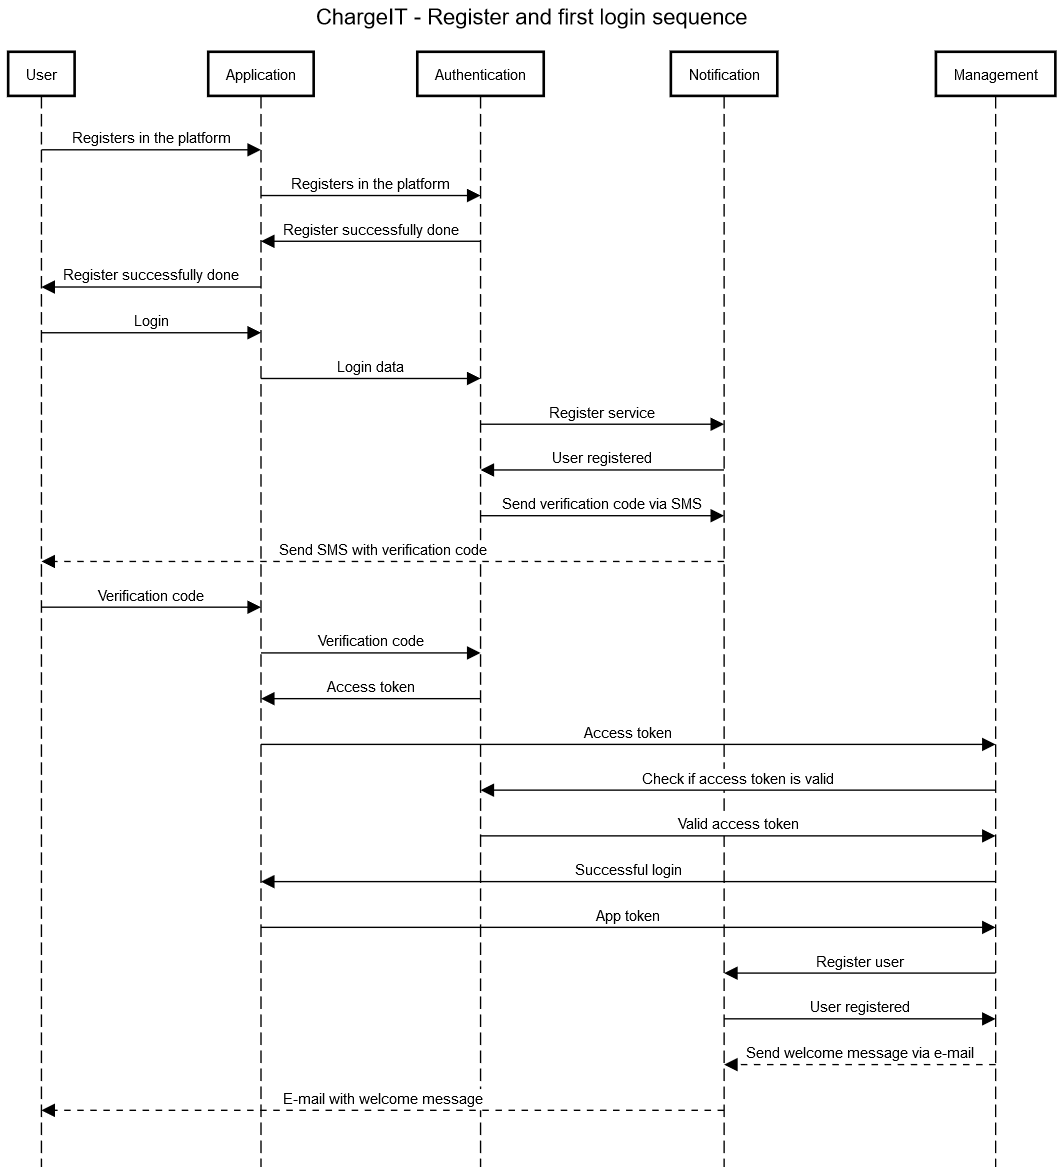 ChargeIT - Register and first login sequence
User
Application
Authentication
Notification
Management
Registers in the platform
Registers in the platform
Register successfully done
Register successfully done
Login
Login data
Register service
User registered
Send verification code via SMS
Send SMS with verification code
Verification code
Verification code
Access token
Access token
Check if access token is valid
Valid access token
Successful login
App token
Register user
User registered
Send welcome message via e-mail
E-mail with welcome message